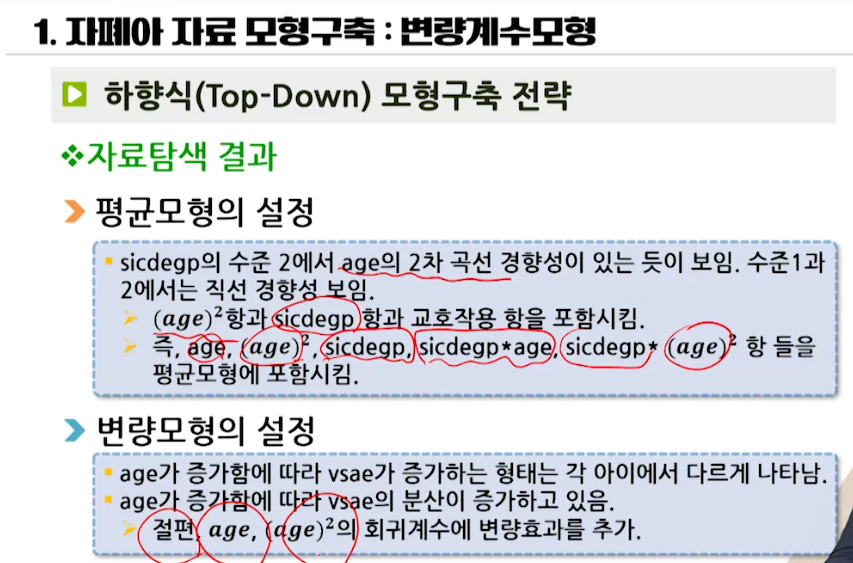 1. 자폐아 자료 모형구축 : 변량계수모형
하향식(Top-Down) 모형구축 전략
❖자료탐색 결과
평균모형의 설정
▪ sicdegp의 수준 2에서 age의 2차 곡선 경향성이 있는 듯이 보임. 수준1과
2에서는 직선 경향성 보임.
(age)²항과 sicdegp 항과 교호작용 항을 포함시킴.
즉, age, (age)², sicdegp, sicdegp*age, sicdegp* (age)² 항 들을
평균모형에 포함시킴.
변량모형의 설정
▪ age가 증가함에 따라 vsae가 증가하는 형태는 각 아이에서 다르게 나타남.
▪ age가 증가함에 따라 vsae의 분산이 증가하고 있음.
절편, age, (age)²의 회귀계수에 변량효과를 추가.